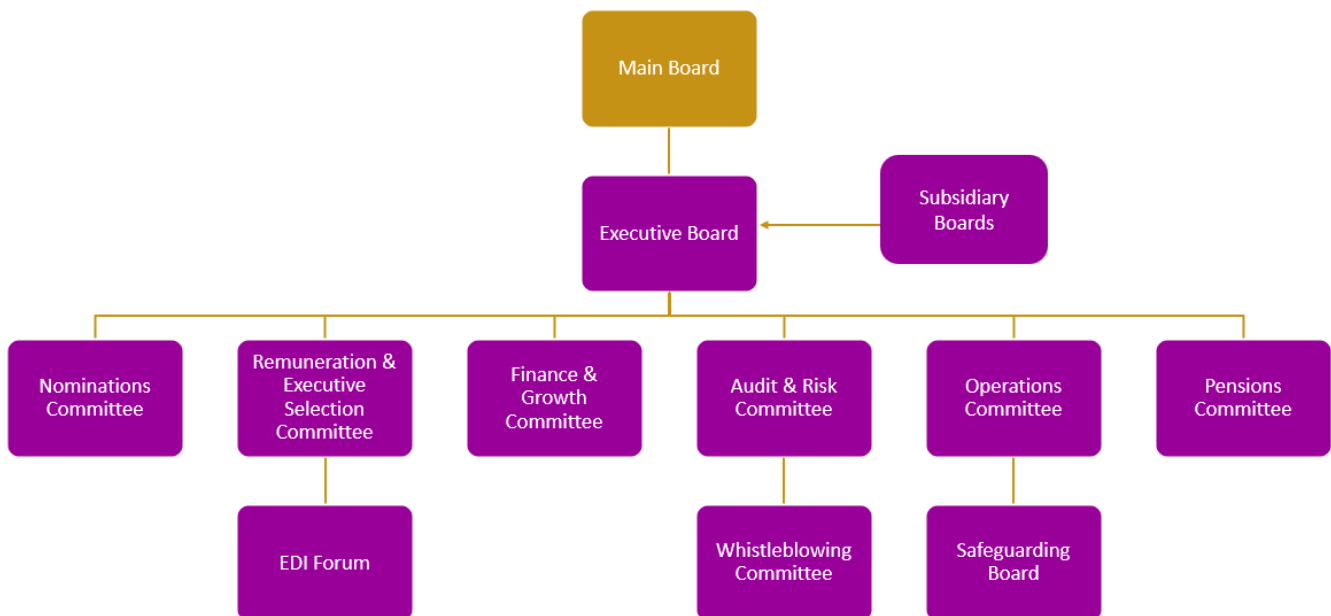 Main Board
Subsidiary
Boards
Executive Board
Nominations
Committee
Remuneration &
Executive
Selection
Committee
Finance &
Growth
Committee
Audit & Risk
Committee
Operations
Committee
Pensions
Committee
EDI Forum
Whistleblowing
Committee
Safeguarding
Board